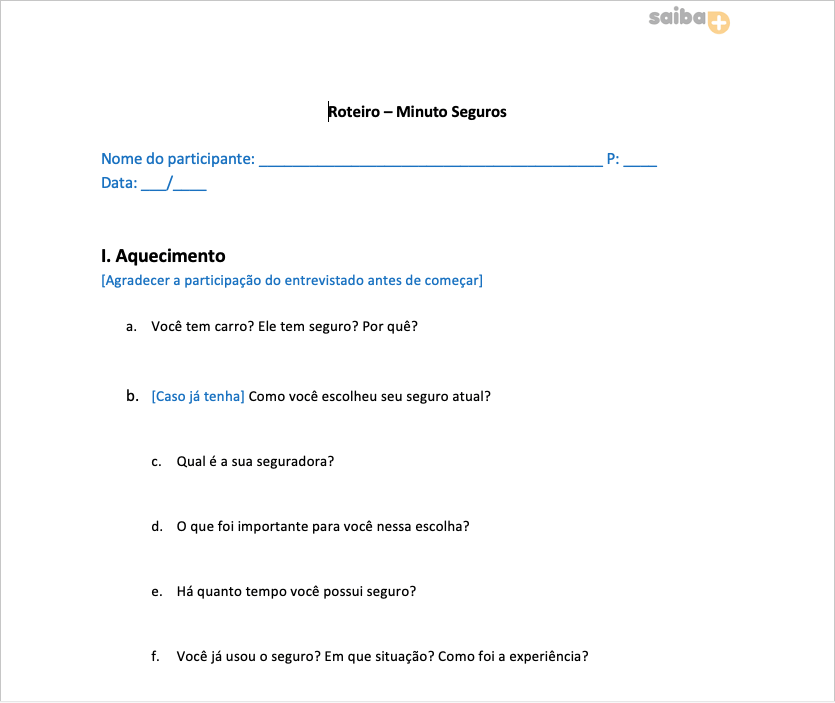 saiba+
Roteiro – Minuto Seguros
Nome do participante: __________________________________________ P: ____
Data: ___/____
I. Aquecimento
[Agradecer a participação do entrevistado antes de começar]
a. Você tem carro? Ele tem seguro? Por quê?
b. [Caso já tenha] Como você escolheu seu seguro atual?
c. Qual é a sua seguradora?
d. O que foi importante para você nessa escolha?
e. Há quanto tempo você possui seguro?
f. Você já usou o seguro? Em que situação? Como foi a experiência?